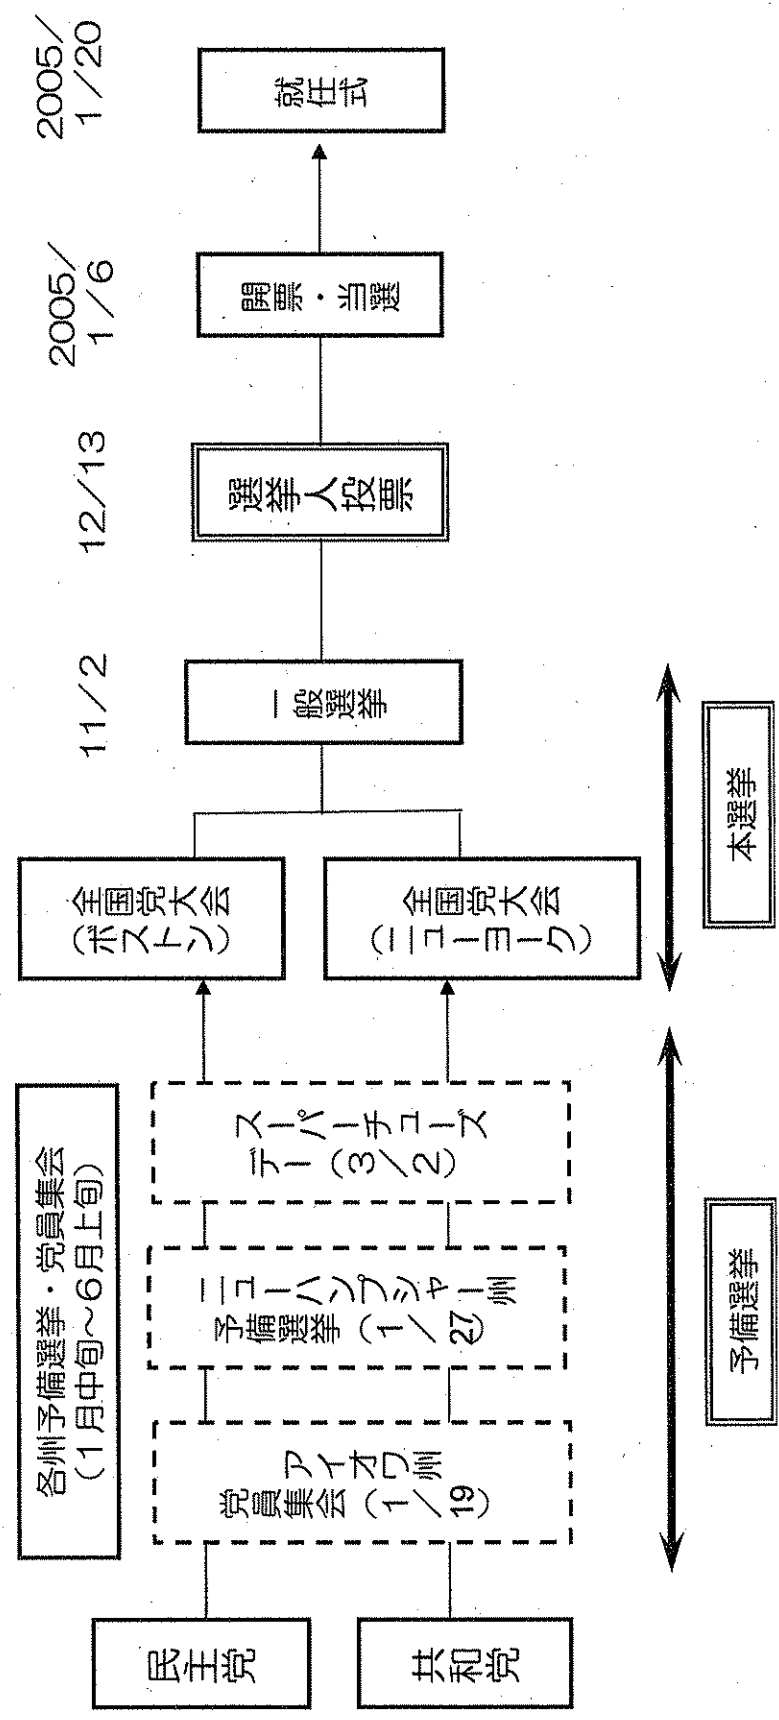 各州予備選挙・党員集会
(1月中旬~6月上旬)
民主党
共和党
アイオワ州
党員集会(1/19)
ニューハンプシャー州
予備選挙(1/27)
スーパーチューズ
デー(3/2)
全国党大会
(ボストン)
全国党大会
(ニューヨーク)
11/2
一般選挙
12/13
選挙人投票
2005/
1/6
開票・当選
2005/
1/20
就任式
予備選挙
本選挙